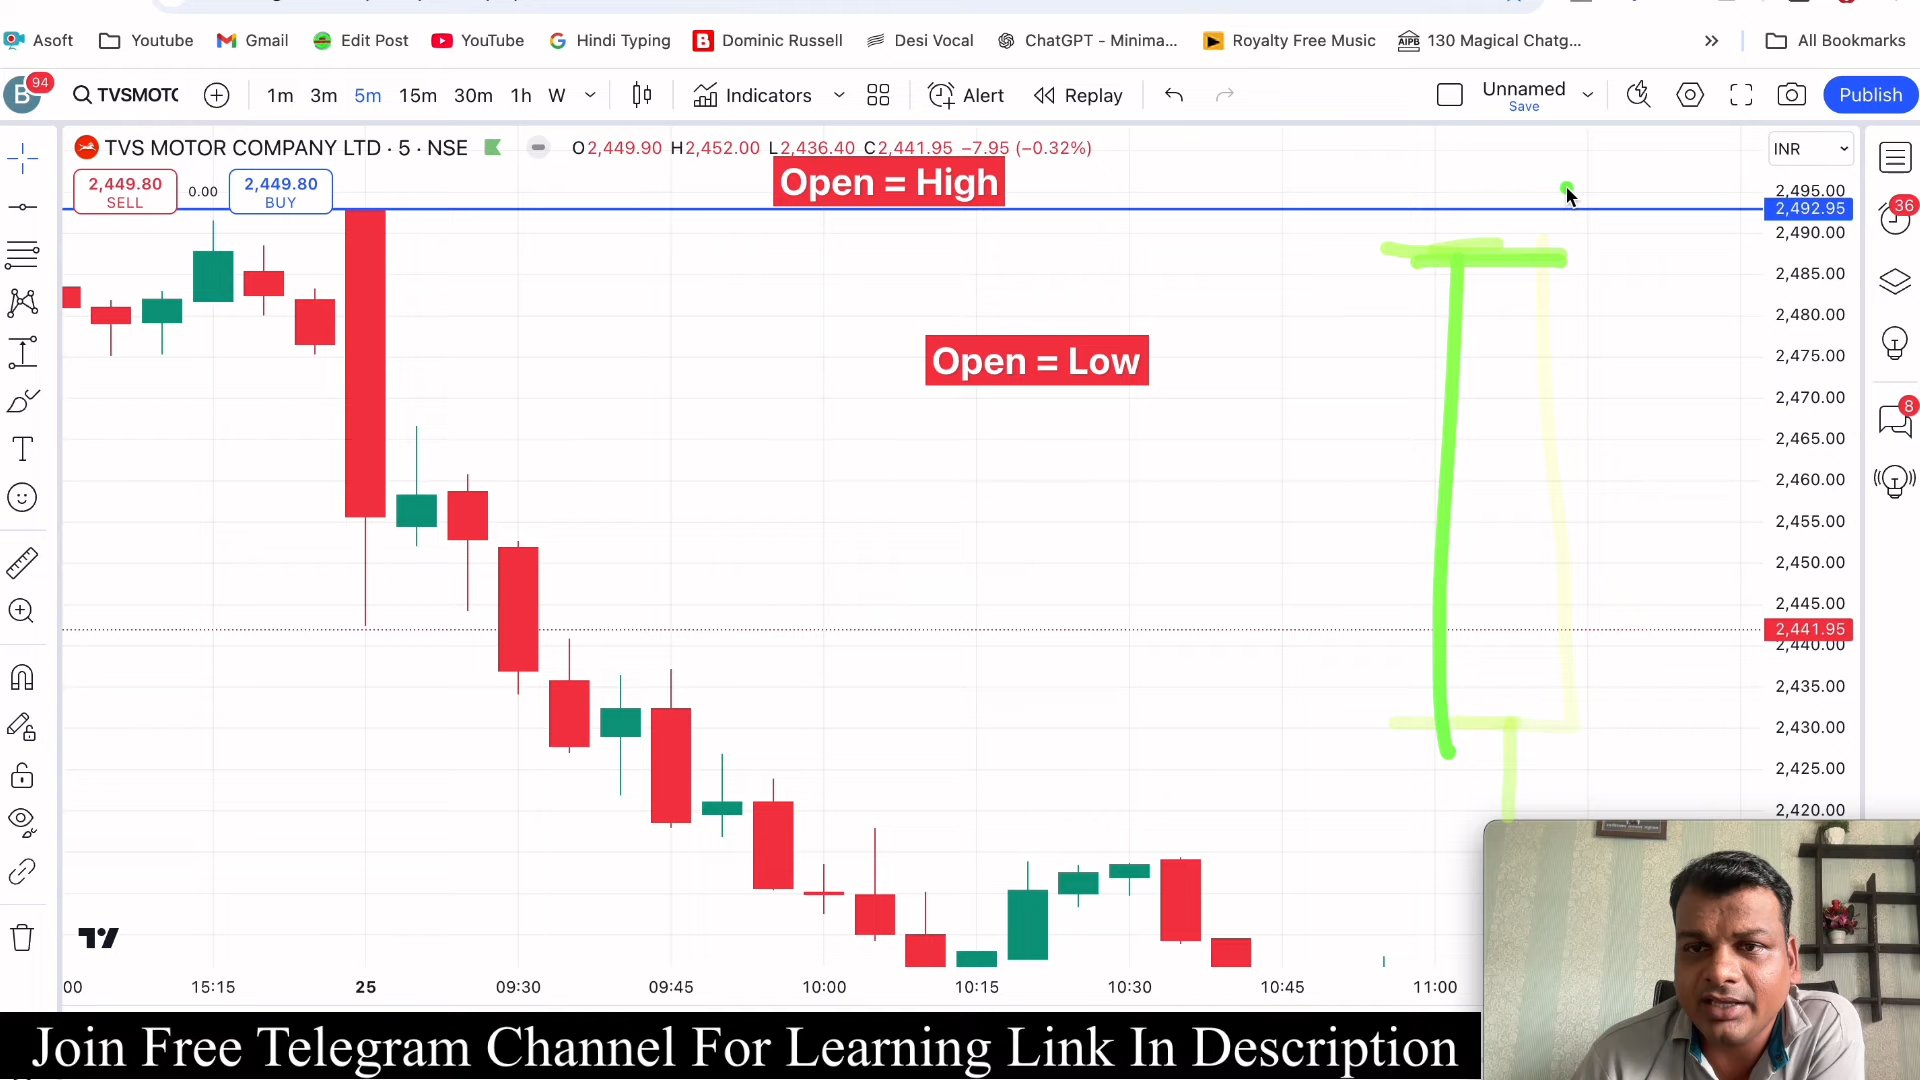 Asoft Youtube Gmail Edit Post YouTube Hindi Typing Dominic Russell Desi Vocal ChatGPT - Minima... Royalty Free Music 130 Magical Chatg... » All Bookmarks
B 94 TVSMOTO 1m 3m 5m 15m 30m 1h W Indicators Alert Replay Unnamed Save Publish
TVS MOTOR COMPANY LTD · 5 · NSE O2,449.90 H2,452.00 L2,436.40 C2,441.95 −7.95 (−0.32%) INR
2,449.80 SELL 0.00 2,449.80 BUY
Open = High
Open = Low
2,495.00
2,492.95
2,490.00
2,485.00
2,480.00
2,475.00
2,470.00
2,465.00
2,460.00
2,455.00
2,450.00
2,445.00
2,441.95
2,440.00
2,435.00
2,430.00
2,425.00
2,420.00
36
8
:00 15:15 25 09:30 09:45 10:00 10:15 10:30 10:45 11:00
Join Free Telegram Channel For Learning Link In Description